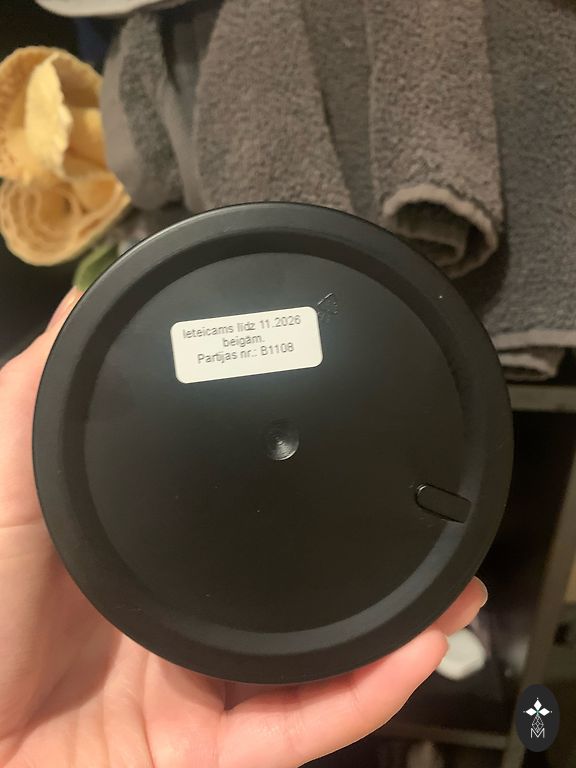 Ieteicams līdz 11.2026
beigām.
Partijas nr.: B1108